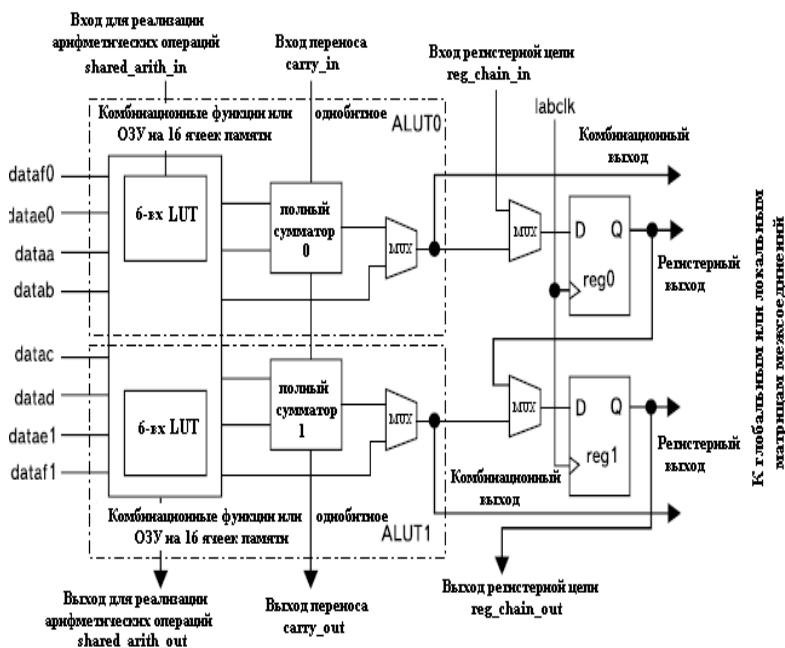 Вход для реализации
арифметических операций
shared_arith_in
Вход переноса
carry_in
Вход регистерной цепи
reg_chain_in
labclk
Комбинационные функции или однобитное
ОЗУ на 16 ячеек памяти
ALUT0
Комбинационный
выход
dataf0
datae0
dataa
datab
6-вх LUT
полный
сумматор
0
MUX
MUX
D Q
reg0
Регистерный
выход
datac
datad
datae1
dataf1
6-вх LUT
полный
сумматор
1
MUX
MUX
D Q
reg1
Регистерный
выход
Комбинационный
выход
Комбинационные функции или однобитное
ОЗУ на 16 ячеек памяти
ALUT1
Выход для реализации
арифметических операций
shared_arith_out
Выход переноса
carry_out
Выход регистерной цепи
reg_chain_out
К глобальным или локальным
матрицам межсоединений